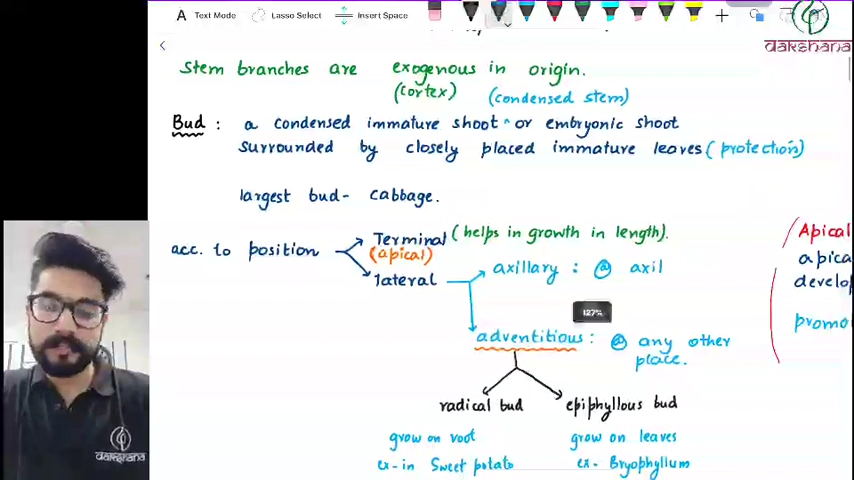 A Text Mode Lasso Select Insert Space
dakshana
Stem branches are exogenous in origin.
(cortex) (condensed stem)
Bud : a condensed immature shoot ^ or embryonic shoot
surrounded by closely placed immature leaves (protection)
largest bud- cabbage.
acc. to position
Terminal (helps in growth in length).
(apical)
lateral
axillary : @ axil
127%
adventitious : @ any other
place.
radical bud epiphyllous bud
grow on root grow on leaves
ex- in Sweet potato ex- Bryophyllum
Apical
apica
develo
promo
dakshana